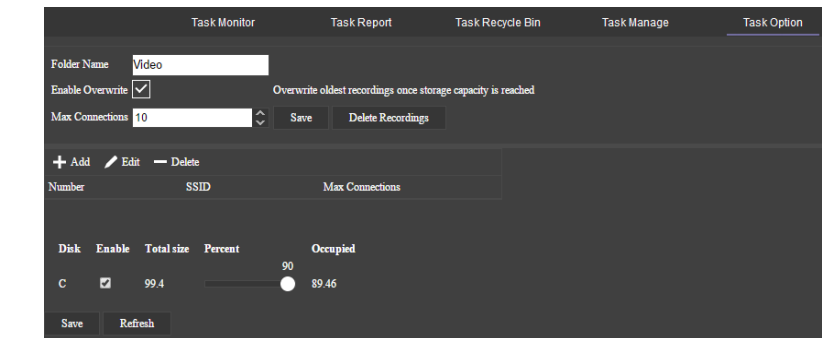 Task Monitor Task Report Task Recycle Bin Task Manage Task Option
Folder Name Video
Enable Overwrite Overwrite oldest recordings once storage capacity is reached
Max Connections 10 Save Delete Recordings
Add Edit Delete
Number SSID Max Connections
Disk Enable Total size Percent Occupied
90
C 99.4 89.46
Save Refresh